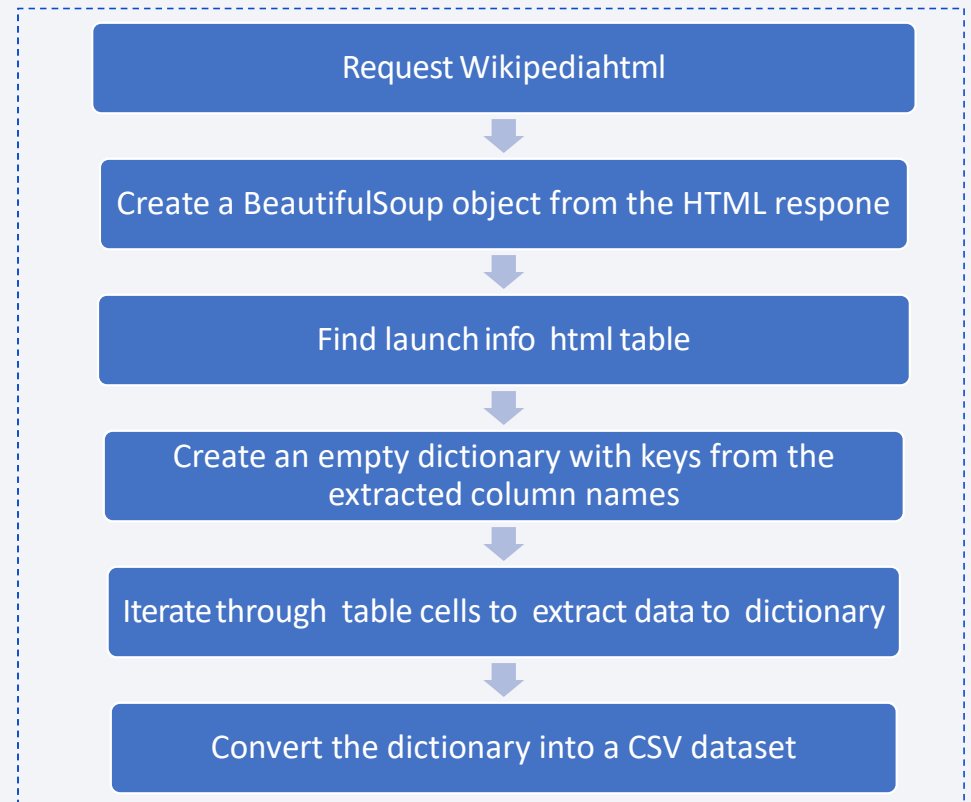 Request Wikipediahtml
Create a BeautifulSoup object from the HTML respone
Find launch info html table
Create an empty dictionary with keys from the
extracted column names
Iterate through table cells to extract data to dictionary
Convert the dictionary into a CSV dataset